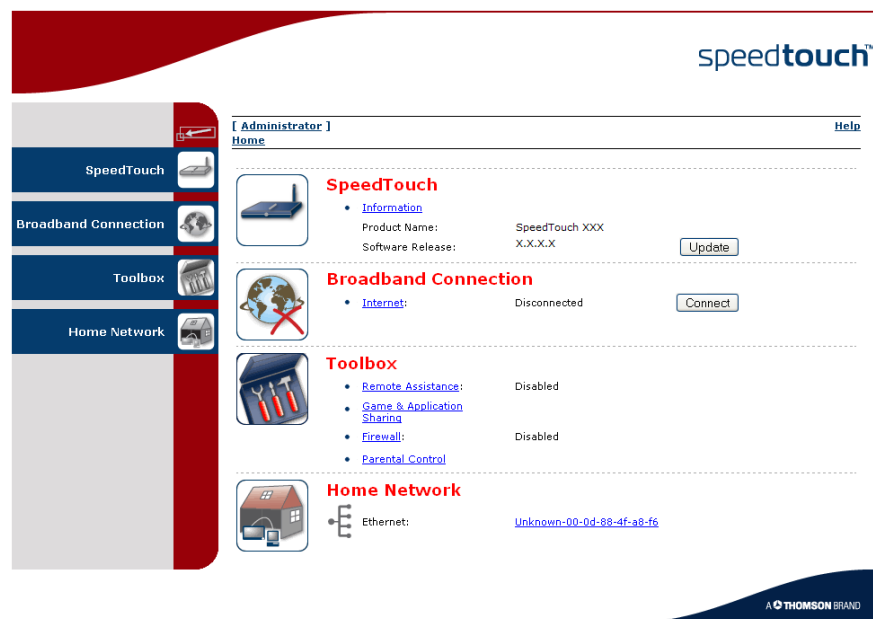 speedtouch™
[ Administrator ]
Help
Home
SpeedTouch
Broadband Connection
Toolbox
Home Network
SpeedTouch
Information
Product Name: SpeedTouch XXX
Software Release: X.X.X.X
Update
Broadband Connection
Internet: Disconnected
Connect
Toolbox
Remote Assistance: Disabled
Game & Application
Sharing
Firewall: Disabled
Parental Control
Home Network
Ethernet: Unknown-00-0d-88-4f-a8-f6
A THOMSON BRAND